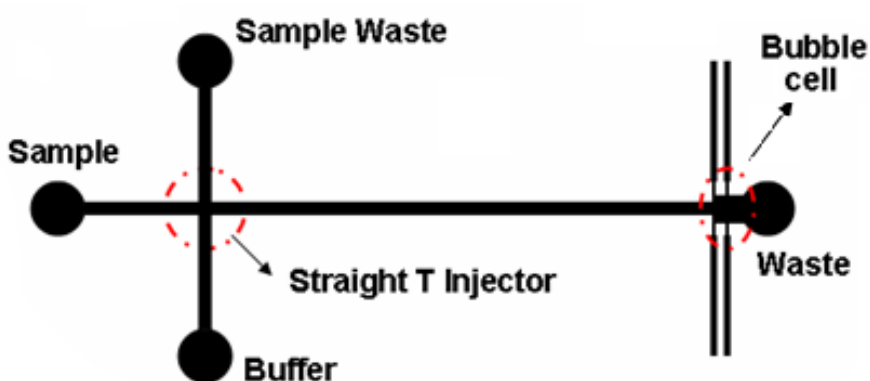 Sample Waste
Bubble
cell
Sample
Straight T Injector
Waste
Buffer